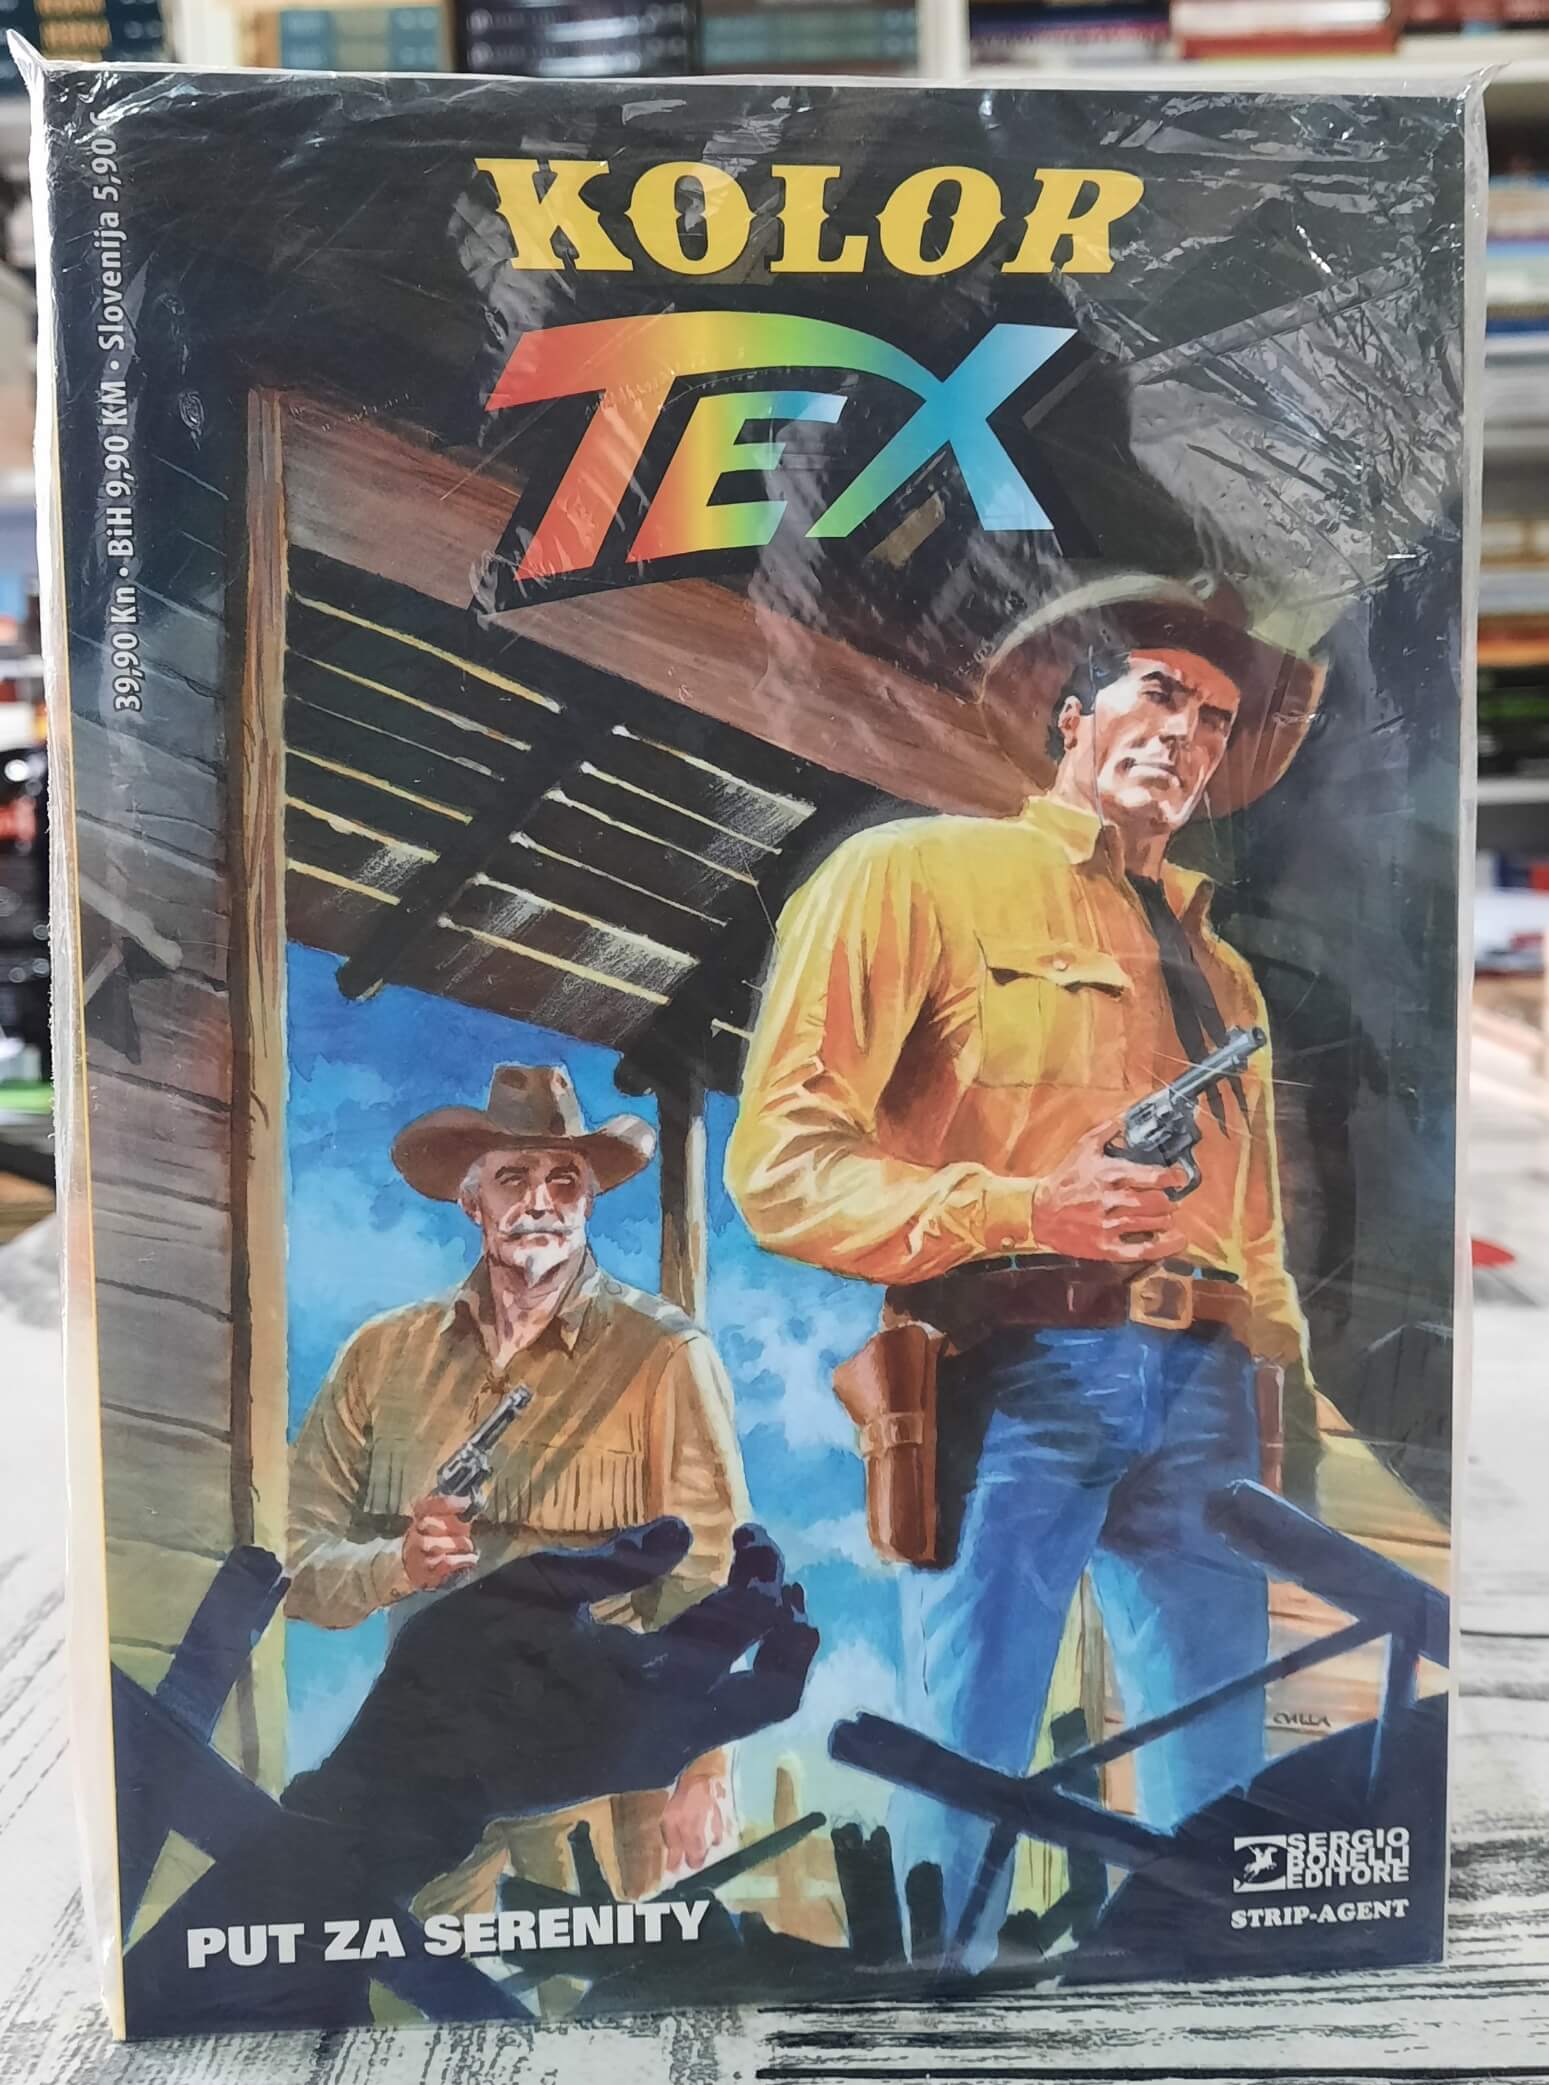 39,90 Kn • BiH 9,90 KM • Slovenija 5,90 €
KOLOR
TEX
CVILLA
SERGIO
BONELLI
EDITORE
STRIP-AGENT
PUT ZA SERENITY